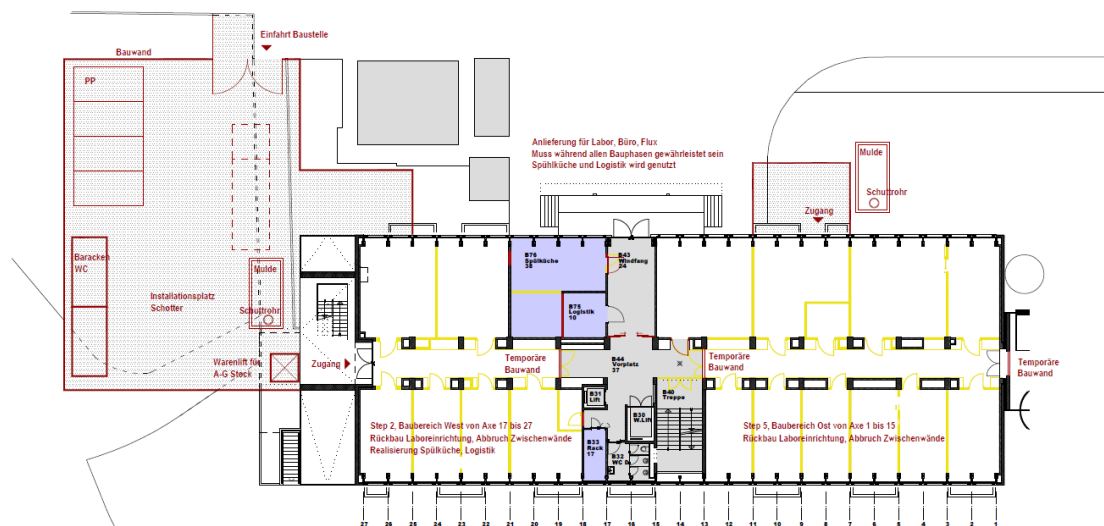 Einfahrt Baustelle
Bauwand
PP
Anlieferung für Labor, Büro, Flux
Muss während allen Bauphasen gewährleistet sein
Spühlküche und Logistik wird genutzt
Mulde
Schuttrohr
Zugang
Baracken
WC
Mulde
Installationsplatz
Schotter
Schuttrohr
B76
Spülküche
38
B43
Windfang
24
B75
Logistik
10
Warenlift für
A-G Stock
Zugang
Temporäre
Bauwand
B44
Vorplatz
37
Temporäre
Bauwand
Temporäre
Bauwand
B31
Lift
B40
Treppe
B30
W.Lift
Step 2, Baubereich West von Axe 17 bis 27
Rückbau Laboreinrichtung, Abbruch Zwischenwände
Realisierung Spülküche, Logistik
B33
Rack
17
B32
WC D
Step 5, Baubereich Ost von Axe 1 bis 15
Rückbau Laboreinrichtung, Abbruch Zwischenwände
27 26 25 24 23 22 21 20 19 18 17 16 15 14 13 12 11 10 9 8 7 6 5 4 3 2 1